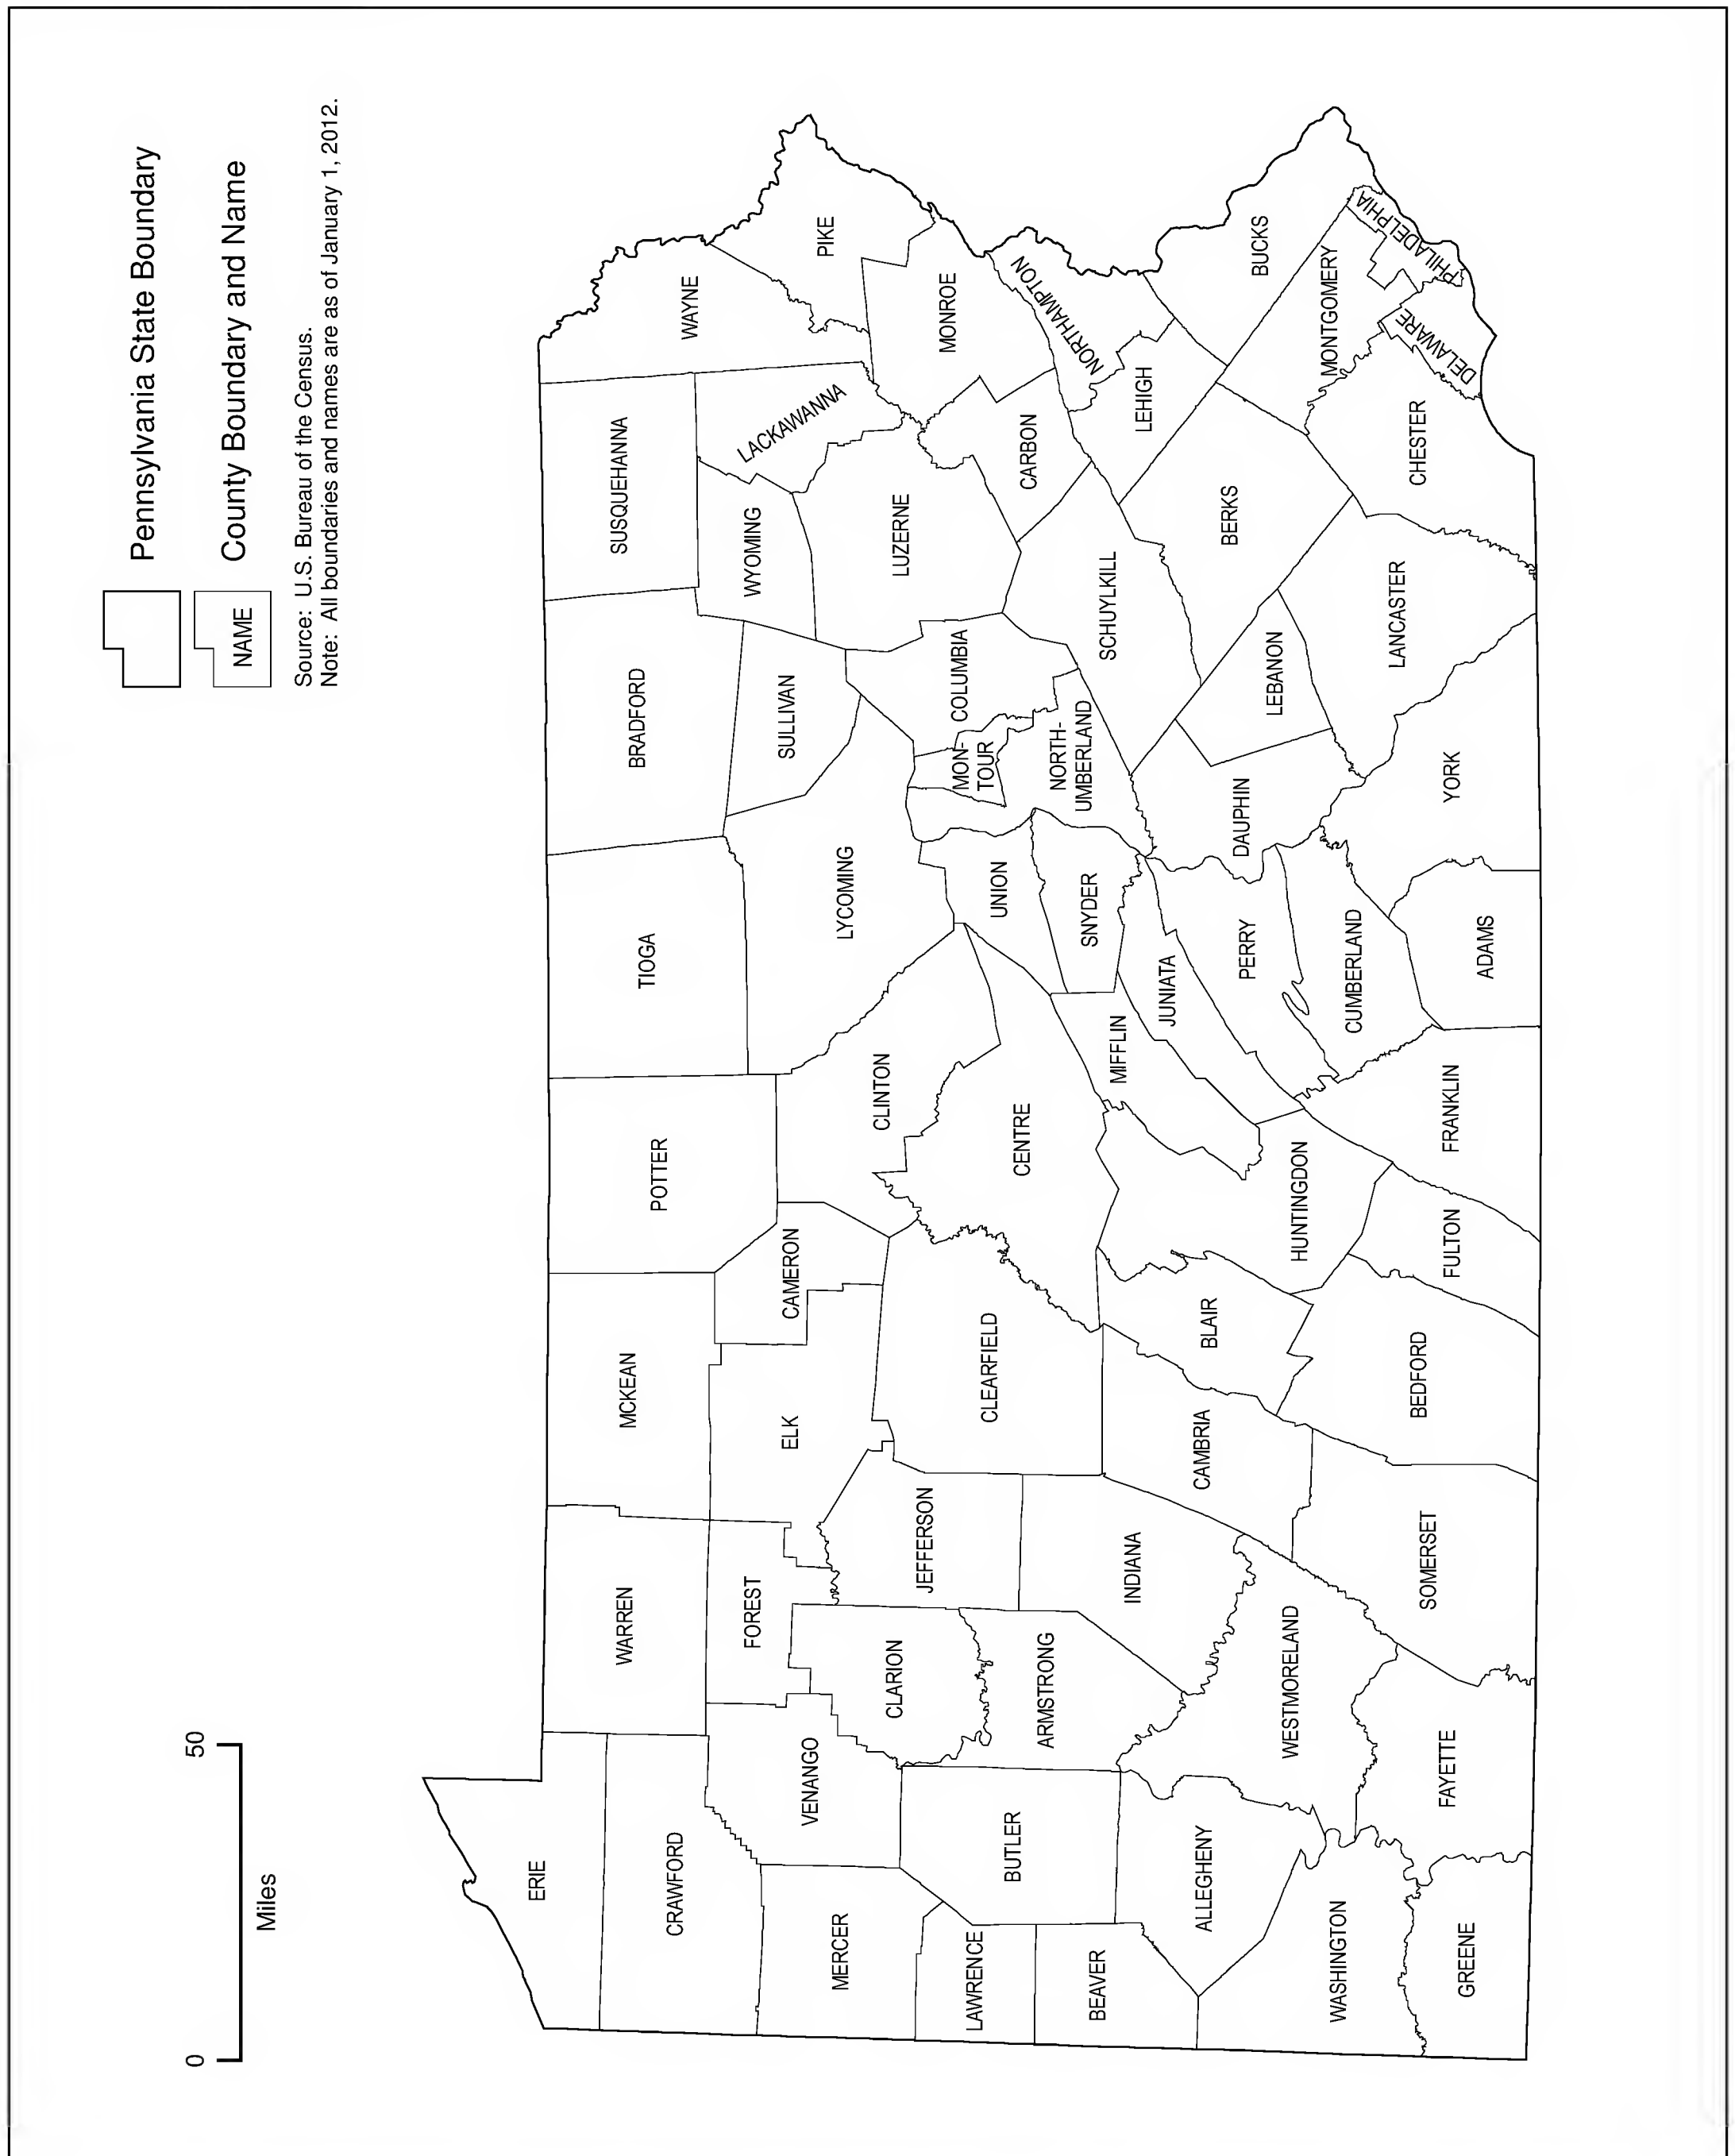 Pennsylvania State Boundary
NAME
County Boundary and Name
Source: U.S. Bureau of the Census.
Note: All boundaries and names are as of January 1, 2012.
0
50
Miles
ERIE
CRAWFORD
WARREN
MCKEAN
POTTER
TIOGA
BRADFORD
SUSQUEHANNA
WAYNE
FOREST
ELK
CAMERON
SULLIVAN
WYOMING
LACKAWANNA
PIKE
MERCER
VENANGO
CLARION
CLINTON
LYCOMING
LUZERNE
MONROE
LAWRENCE
BUTLER
ARMSTRONG
JEFFERSON
CLEARFIELD
CENTRE
UNION
MON-
TOUR
COLUMBIA
NORTH-
UMBERLAND
CARBON
NORTHAMPTON
BEAVER
INDIANA
MIFFLIN
SNYDER
SCHUYLKILL
LEHIGH
ALLEGHENY
CAMBRIA
BLAIR
JUNIATA
PERRY
DAUPHIN
LEBANON
BERKS
BUCKS
WASHINGTON
WESTMORELAND
HUNTINGDON
CUMBERLAND
MONTGOMERY
PHILADELPHIA
GREENE
FAYETTE
SOMERSET
BEDFORD
FULTON
FRANKLIN
ADAMS
YORK
LANCASTER
CHESTER
DELAWARE